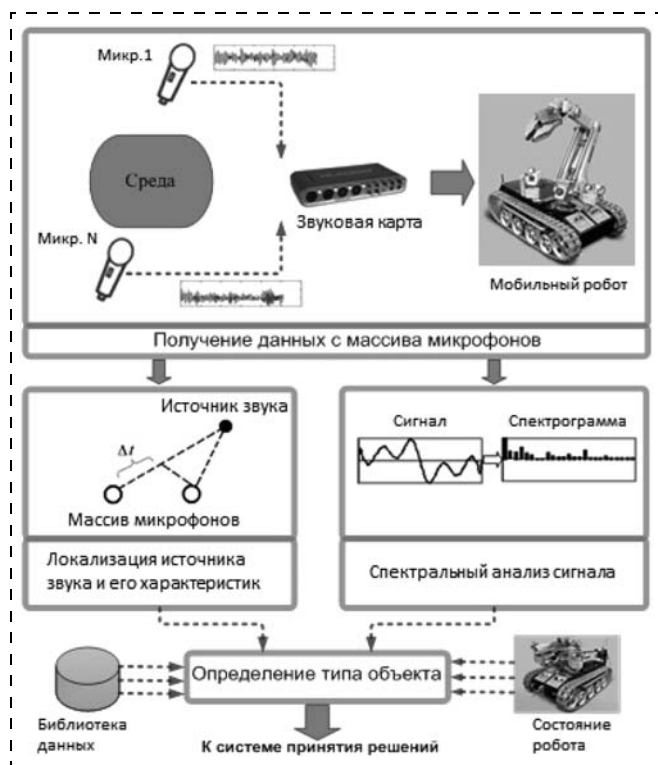 Микр.1
Среда
Микр. N
Звуковая карта
Мобильный робот
Получение данных с массива микрофонов
Источник звука
Δt
Массив микрофонов
Сигнал
Спектрограмма
Локализация источника
звука и его характеристик
Спектральный анализ сигнала
Определение типа объекта
Библиотека
данных
Состояние
робота
К системе принятия решений